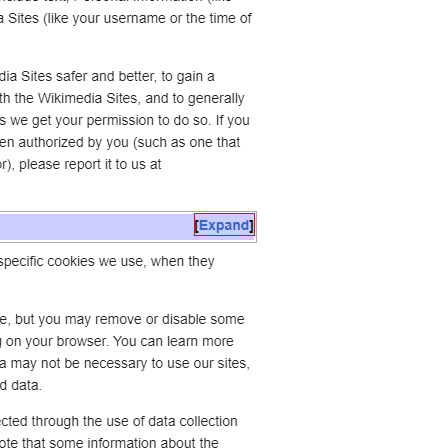 a Sites (like your username or the time of
dia Sites safer and better, to gain a
th the Wikimedia Sites, and to generally
s we get your permission to do so. If you
en authorized by you (such as one that
or), please report it to us at
[Expand]
specific cookies we use, when they
e, but you may remove or disable some
g on your browser. You can learn more
a may not be necessary to use our sites,
d data.
cted through the use of data collection
ote that some information about the